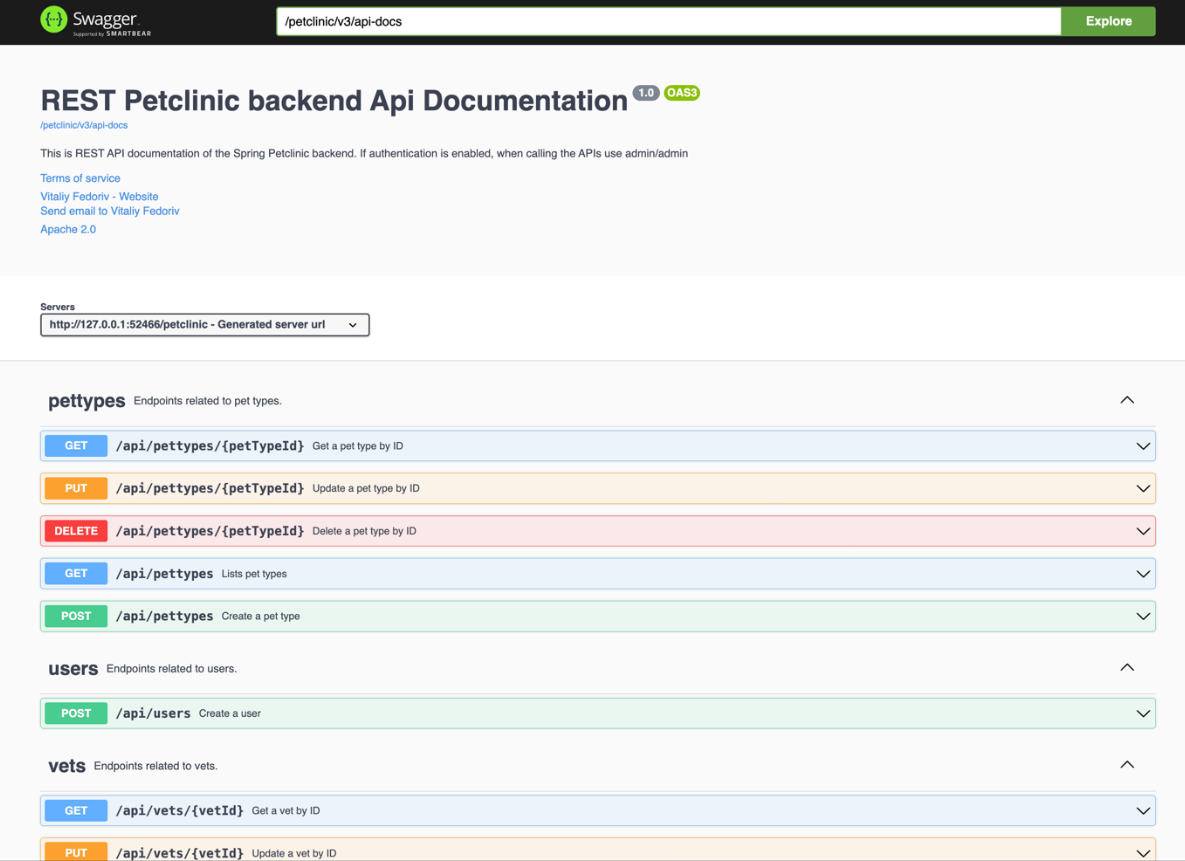 Swagger
Supported by SMARTBEAR
/petclinic/v3/api-docs
Explore
REST Petclinic backend Api Documentation 1.0 OAS3
/petclinic/v3/api-docs
This is REST API documentation of the Spring Petclinic backend. If authentication is enabled, when calling the APIs use admin/admin
Terms of service
Vitaliy Fedoriv - Website
Send email to Vitaliy Fedoriv
Apache 2.0
Servers
http://127.0.0.1:52466/petclinic - Generated server url
pettypes Endpoints related to pet types.
GET /api/pettypes/{petTypeId} Get a pet type by ID
PUT /api/pettypes/{petTypeId} Update a pet type by ID
DELETE /api/pettypes/{petTypeId} Delete a pet type by ID
GET /api/pettypes Lists pet types
POST /api/pettypes Create a pet type
users Endpoints related to users.
POST /api/users Create a user
vets Endpoints related to vets.
GET /api/vets/{vetId} Get a vet by ID
PUT /api/vets/{vetId} Update a vet by ID